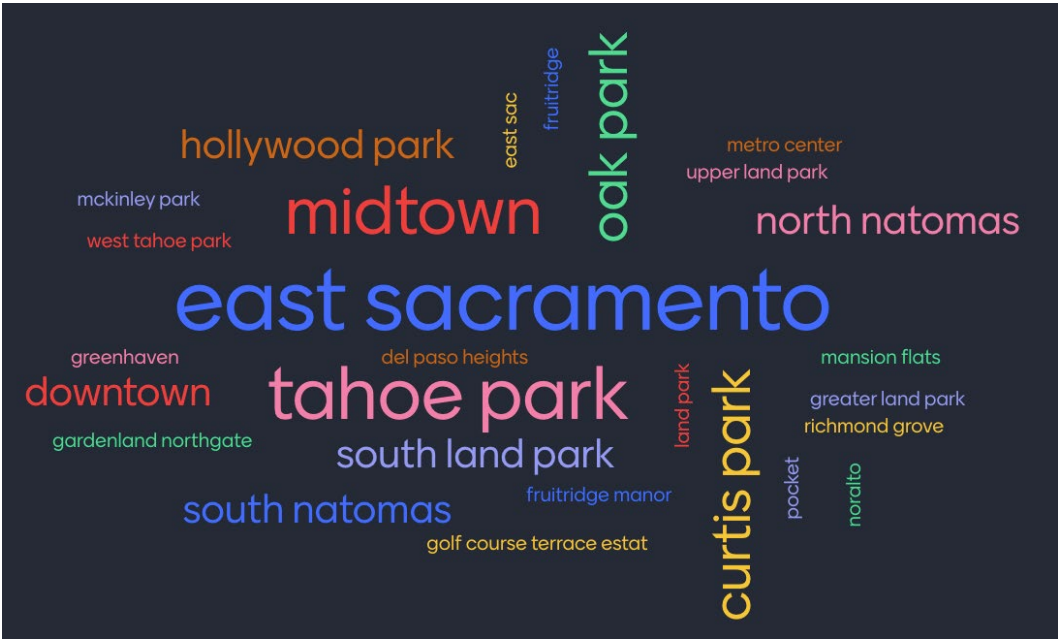 fruitridge
oak park
east sac
hollywood park
metro center
upper land park
mckinley park
midtown
north natomas
west tahoe park
east sacramento
greenhaven
del paso heights
mansion flats
downtown
tahoe park
land park
curtis park
greater land park
richmond grove
gardenland northgate
south land park
pocket
noralto
south natomas
fruitridge manor
golf course terrace estat